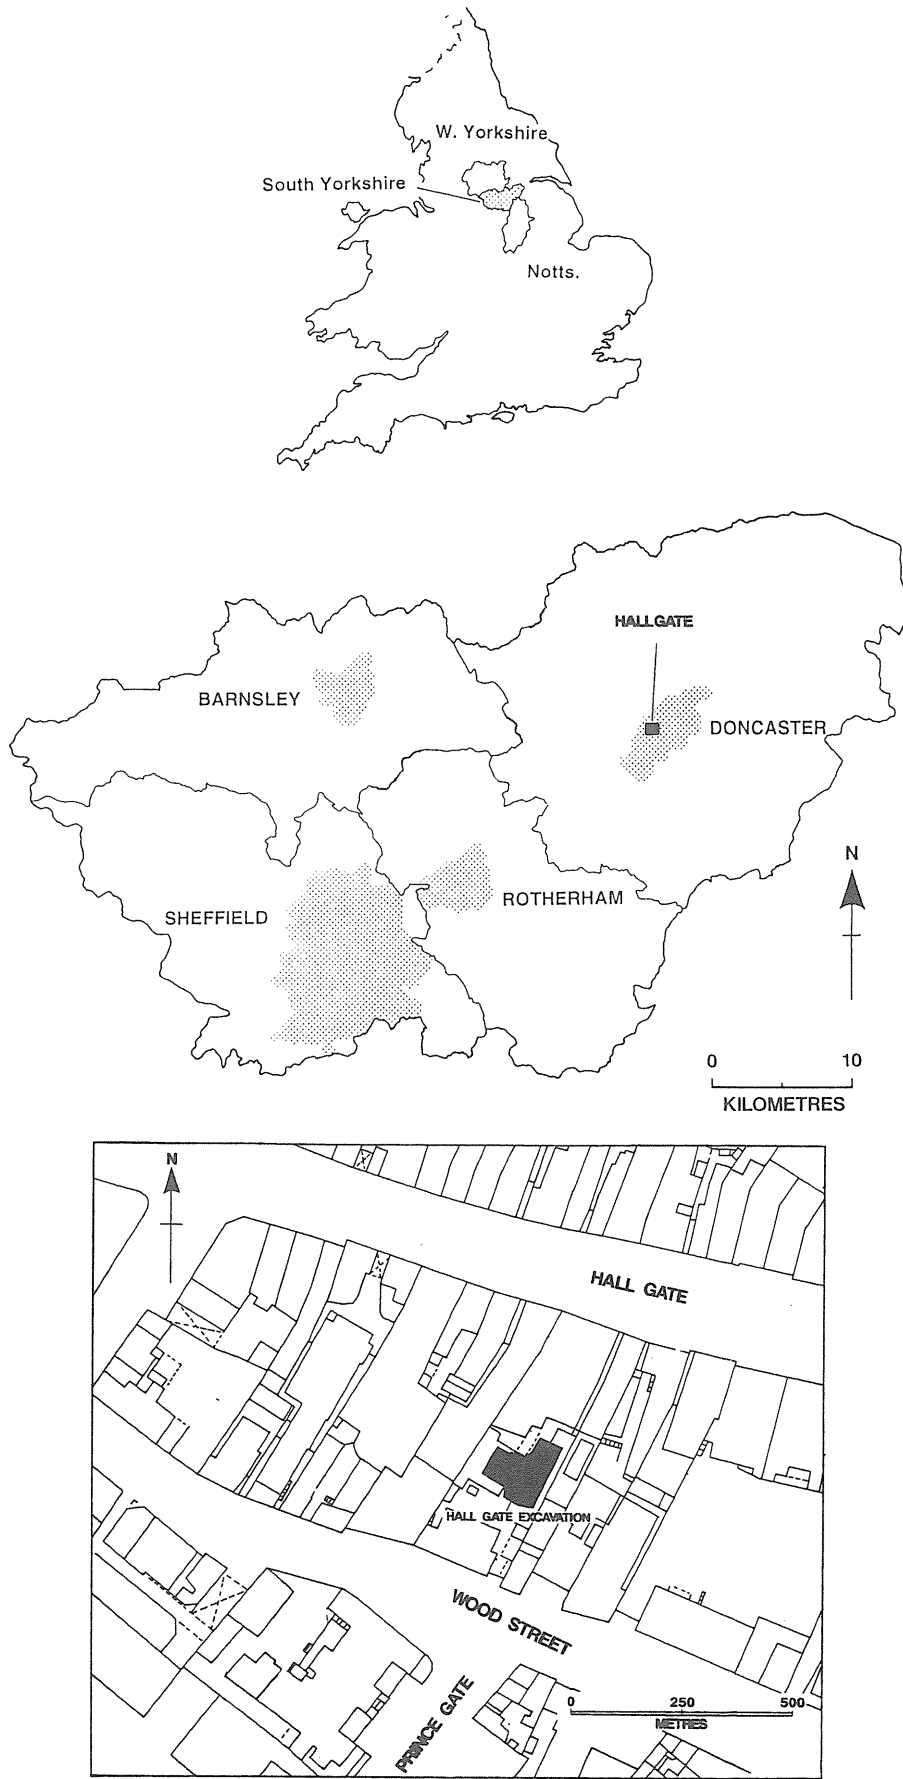 W. Yorkshire
South Yorkshire
Notts.
HALLGATE
BARNSLEY
DONCASTER
SHEFFIELD
ROTHERHAM
N
0 10
KILOMETRES
N
HALL GATE
HALL GATE EXCAVATION
WOOD STREET
PRINCE GATE
0 250 500
METRES